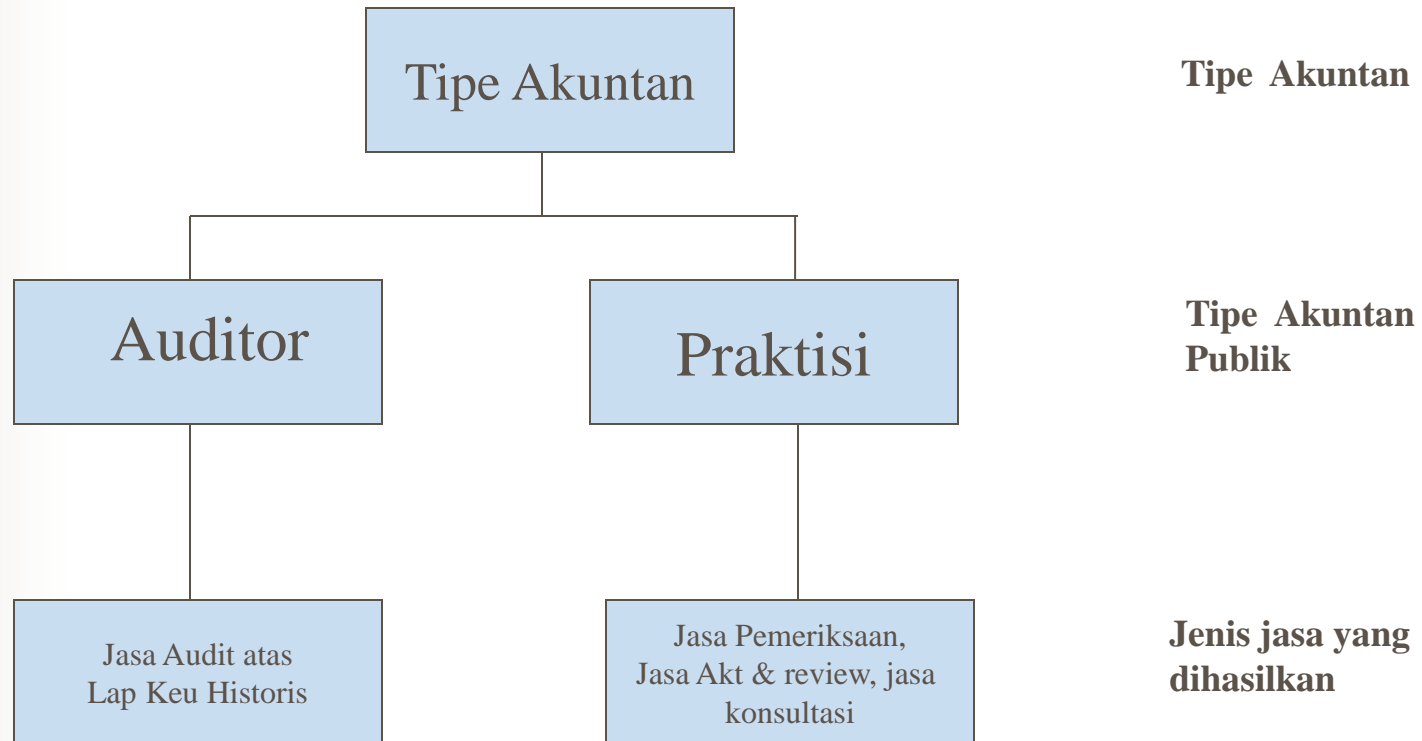 Tipe Akuntan
Tipe Akuntan
Auditor
Praktisi
Tipe Akuntan
Publik
Jasa Audit atas
Lap Keu Historis
Jasa Pemeriksaan,
Jasa Akt & review, jasa
konsultasi
Jenis jasa yang
dihasilkan